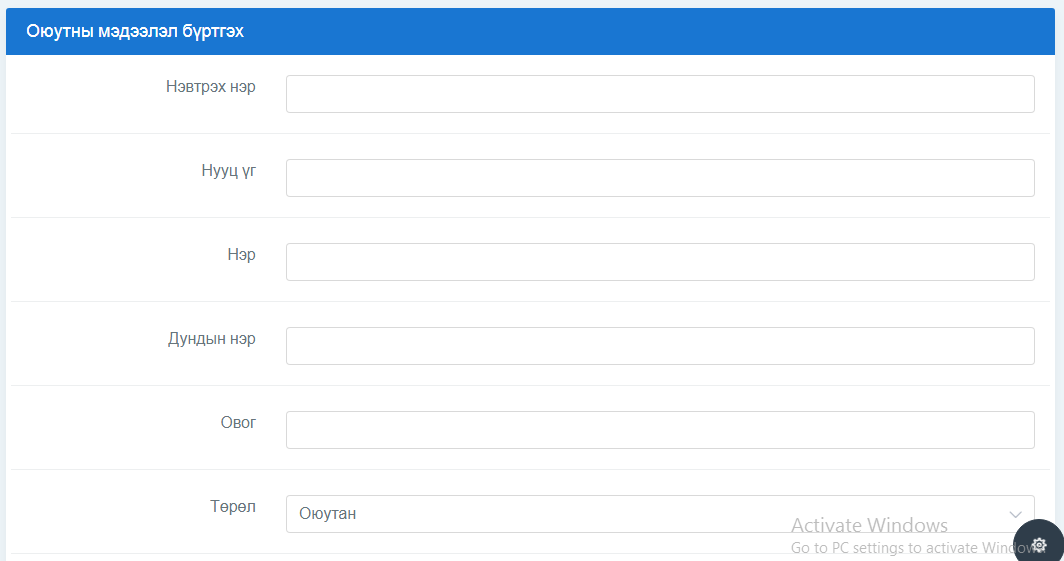 Оюутны мэдээлэл бүртгэх
Нэвтрэх нэр
Нууц үг
Нэр
Дундын нэр
Овог
Төрөл
Оюутан
Activate Windows
Go to PC settings to activate Windows.